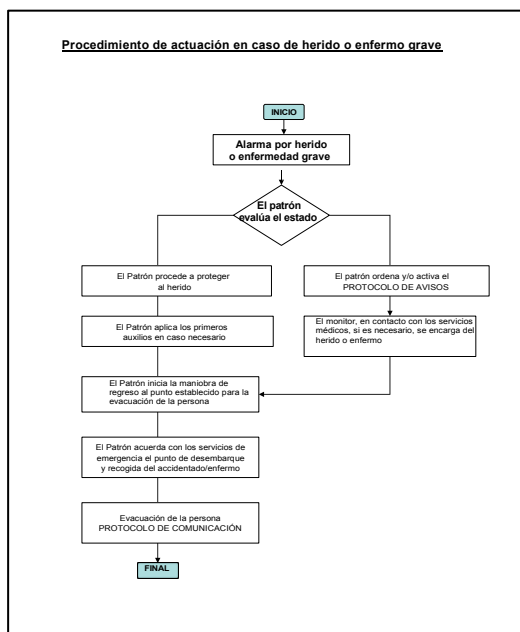 Procedimiento de actuación en caso de herido o enfermo grave
INICIO
Alarma por herido
o enfermedad grave
El patrón
evalúa el estado
El Patrón procede a proteger
al herido
El Patrón aplica los primeros
auxilios en caso necesario
El patrón ordena y/o activa el
PROTOCOLO DE AVISOS
El monitor, en contacto con los servicios
médicos, si es necesario, se encarga del
herido o enfermo
El Patrón inicia la maniobra de
regreso al punto establecido para la
evacuación de la persona
El Patrón acuerda con los servicios de
emergencia el punto de desembarque
y recogida del accidentado/enfermo
Evacuación de la persona
PROTOCOLO DE COMUNICACIÓN
FINAL